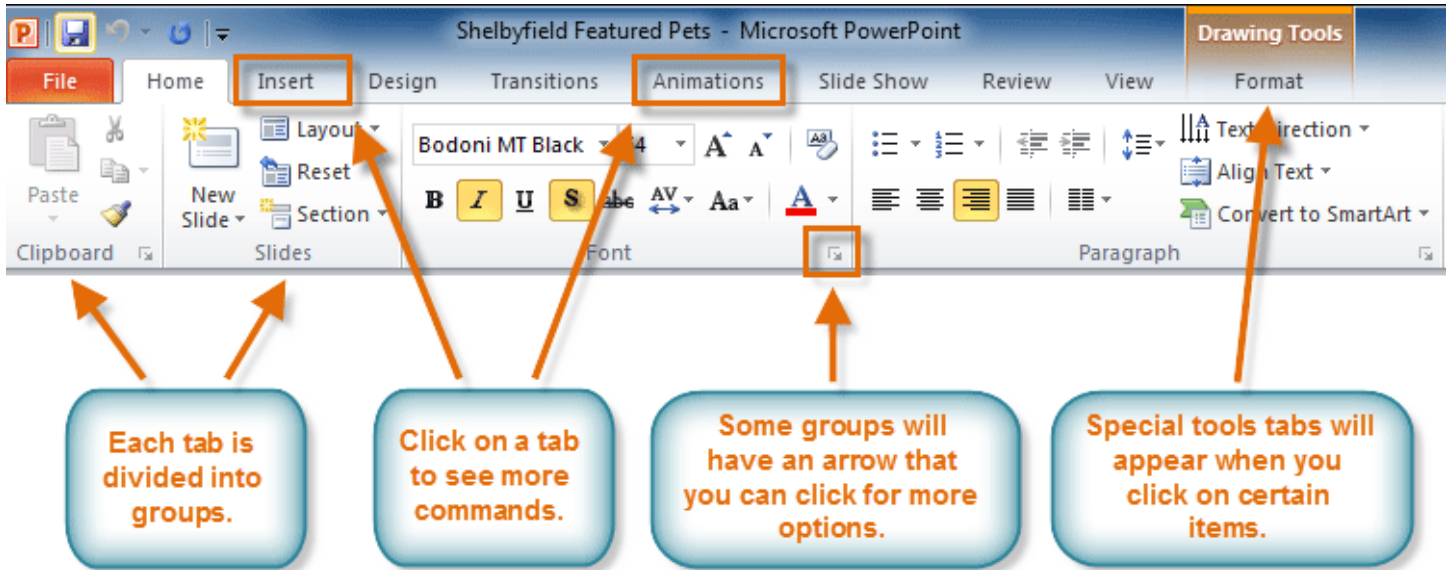 Shelbyfield Featured Pets - Microsoft PowerPoint
Drawing Tools
File Home Insert Design Transitions Animations Slide Show Review View Format
Paste
New Slide
Layout
Reset
Section
Bodoni MT Black
B I U S abc AV Aa A
Text Direction
Align Text
Convert to SmartArt
Clipboard Slides Font Paragraph
Each tab is
divided into
groups.
Click on a tab
to see more
commands.
Some groups will
have an arrow that
you can click for more
options.
Special tools tabs will
appear when you
click on certain
items.